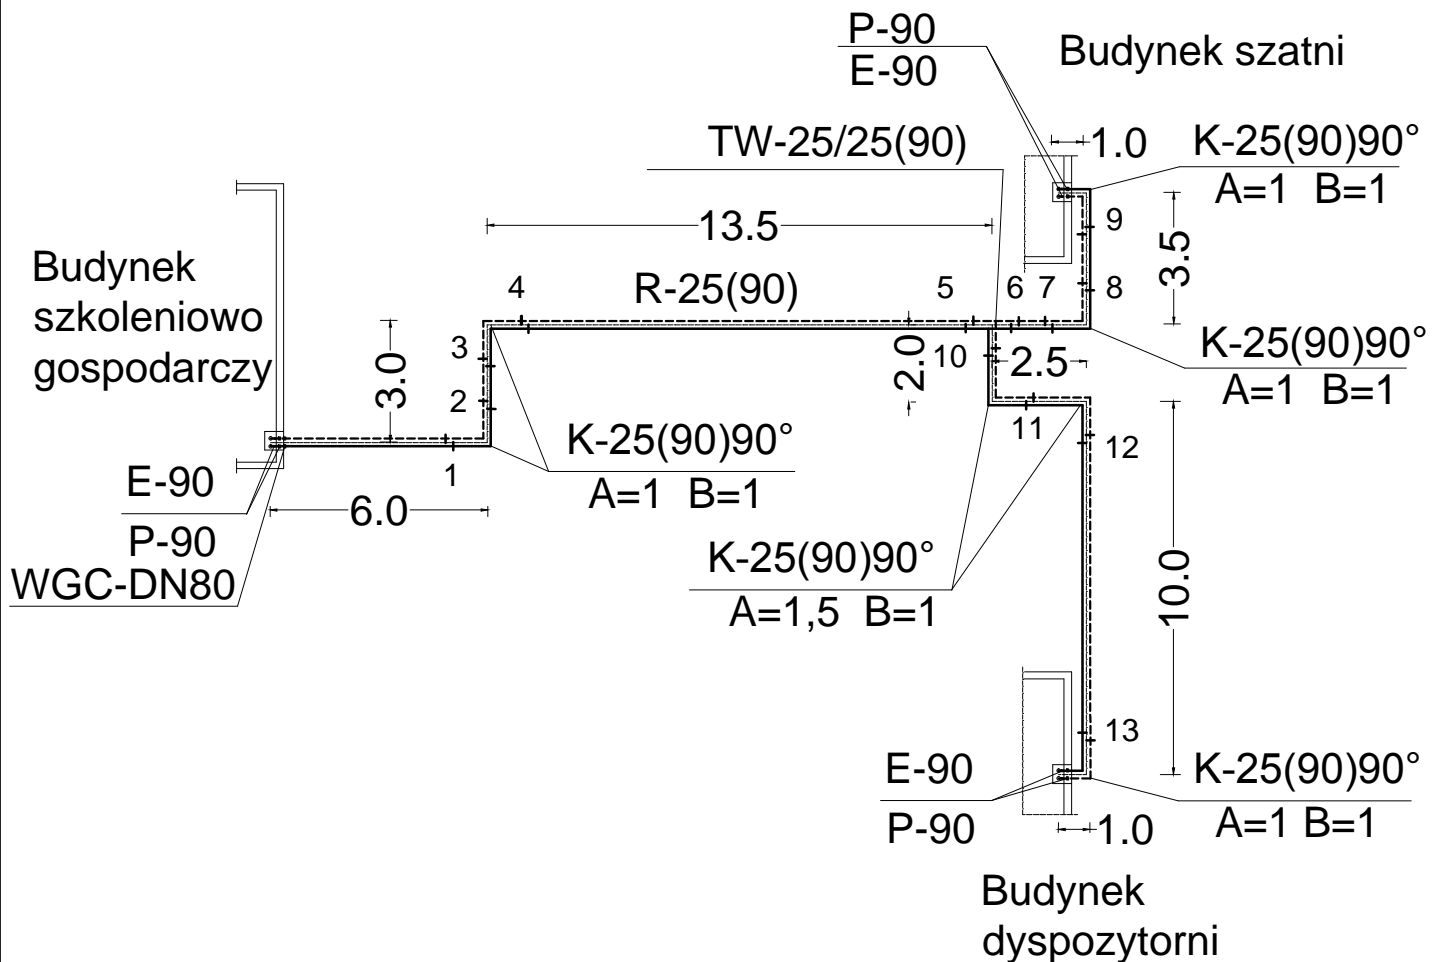 P-90
E-90
Budynek szatni
TW-25/25(90)
1.0
K-25(90)90°
A=1 B=1
13.5
9
3.5
Budynek
szkoleniowo
gospodarczy
4
R-25(90)
5
6
7
8
3
3.0
2.0
10
2.5
K-25(90)90°
A=1 B=1
2
11
12
1
K-25(90)90°
A=1 B=1
E-90
P-90
WGC-DN80
6.0
K-25(90)90°
A=1,5 B=1
10.0
13
E-90
P-90
K-25(90)90°
A=1 B=1
1.0
Budynek
dyspozytorni